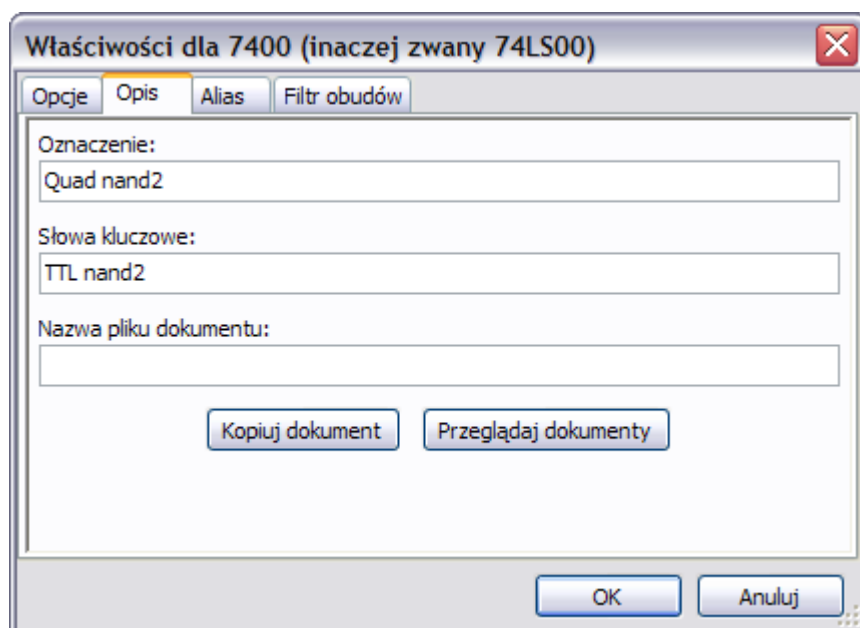 Właściwości dla 7400 (inaczej zwany 74LS00)
Opcje Opis Alias Filtr obudów
Oznaczenie:
Quad nand2
Słowa kluczowe:
TTL nand2
Nazwa pliku dokumentu:
Kopiuj dokument Przeglądaj dokumenty
OK Anuluj